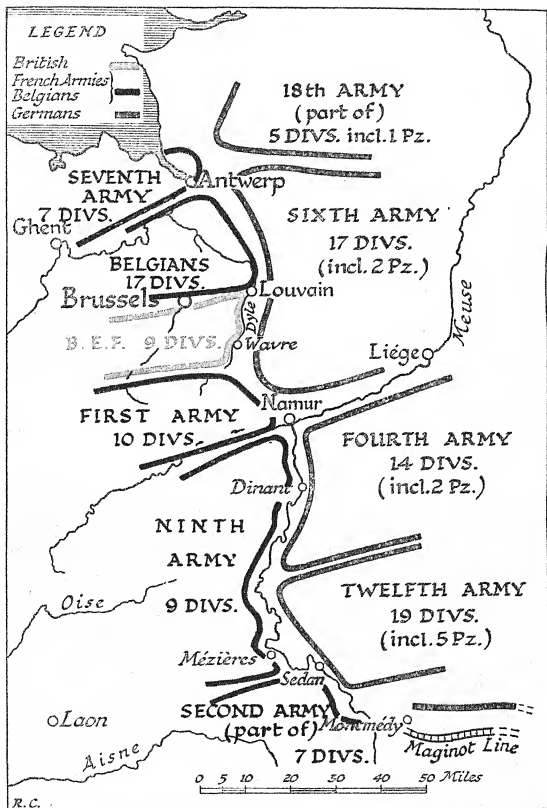 LEGEND
British
French Armies
Belgians
Germans
18th ARMY
(part of)
5 DIVS. incl. 1 Pz.
SEVENTH
ARMY
7 DIVS.
Antwerp
Ghent
SIXTH ARMY
17 DIVS.
(incl. 2 Pz.)
BELGIANS
17 DIVS.
Brussels
Louvain
Dyle
Meuse
B.E.F. 9 DIVS.
Wavre
Liége
FIRST ARMY
10 DIVS.
Namur
FOURTH ARMY
14 DIVS.
(incl. 2 Pz.)
Dinant
NINTH
ARMY
9 DIVS.
Oise
TWELFTH ARMY
19 DIVS.
(incl. 5 Pz.)
Mézières
Sedan
Laon
SECOND ARMY
(part of)
7 DIVS.
Montmédy
Maginot Line
Aisne
0 5 10 20 30 40 50 Miles
R.C.